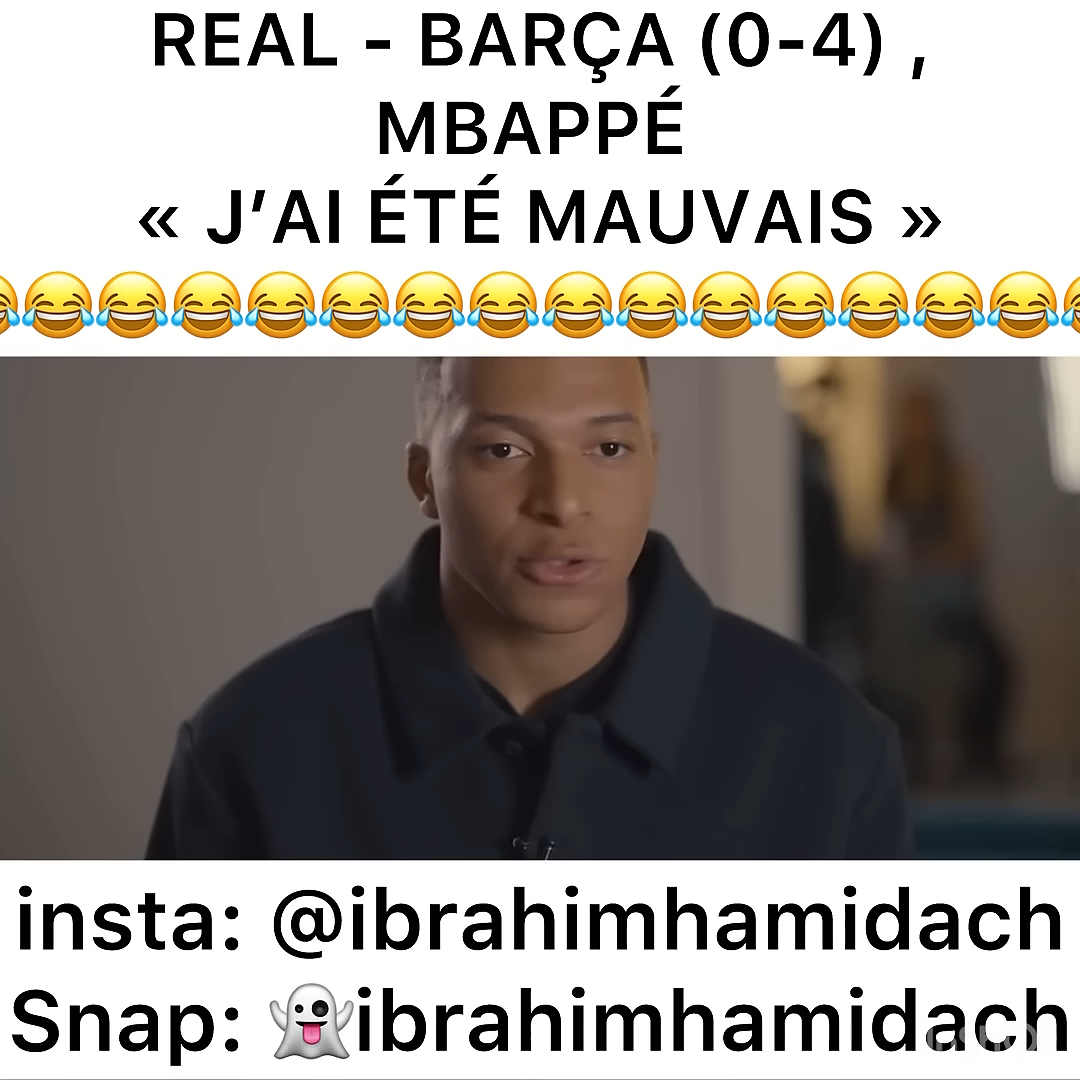 REAL - BARÇA (0-4) ,
MBAPPÉ
« J’AI ÉTÉ MAUVAIS »
😂😂😂😂😂😂😂😂😂😂😂😂😂😂😂😂
insta: @ibrahimhamidach
Snap: 👻ibrahimhamidach